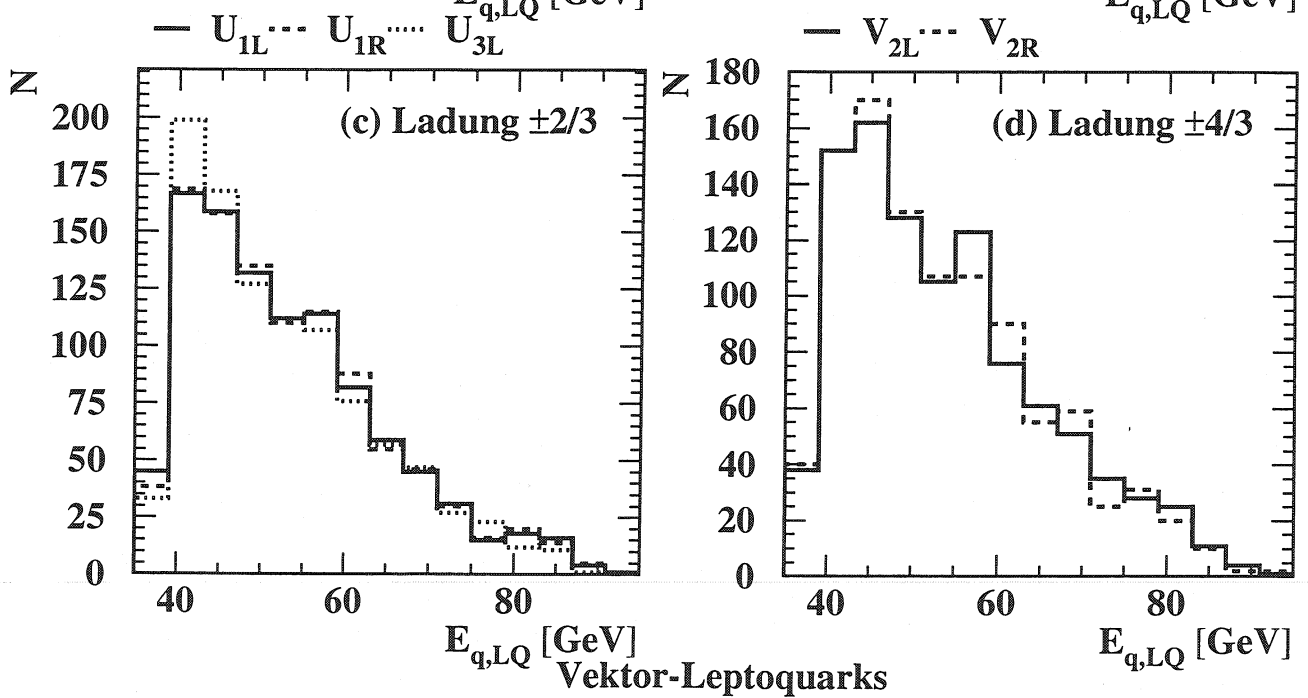 E_q,LQ [GeV]
E_q,LQ [GeV]
U_1L U_1R U_3L
V_2L V_2R
N
(c) Ladung ±2/3
200
175
150
125
100
75
50
25
0
40 60 80
E_q,LQ [GeV]
N
(d) Ladung ±4/3
180
160
140
120
100
80
60
40
20
0
40 60 80
E_q,LQ [GeV]
Vektor-Leptoquarks